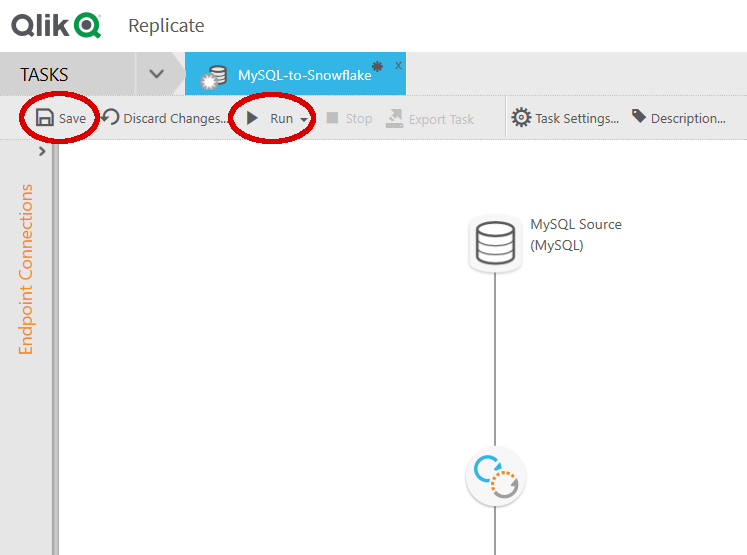 Qlik Replicate
TASKS
MySQL-to-Snowflake x
Save Discard Changes... Run Stop Export Task Task Settings... Description...
Endpoint Connections
MySQL Source
(MySQL)